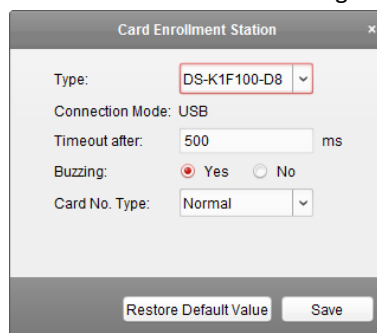 Card Enrollment Station ×
Type: DS-K1F100-D8
Connection Mode: USB
Timeout after: 500 ms
Buzzing: Yes No
Card No. Type: Normal
Restore Default Value Save